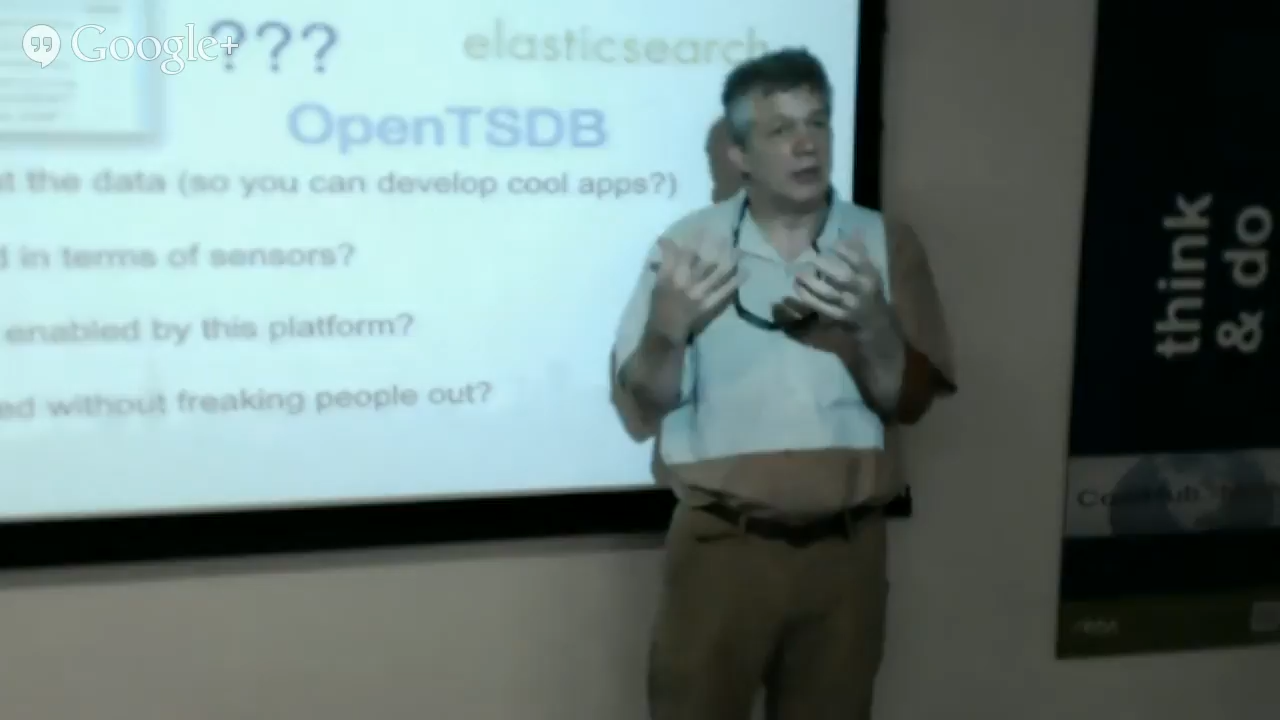 Google+
??? elasticsearch
OpenTSDB
the data (so you can develop cool apps?)
in terms of sensors?
enabled by this platform?
without freaking people out?
think
& do